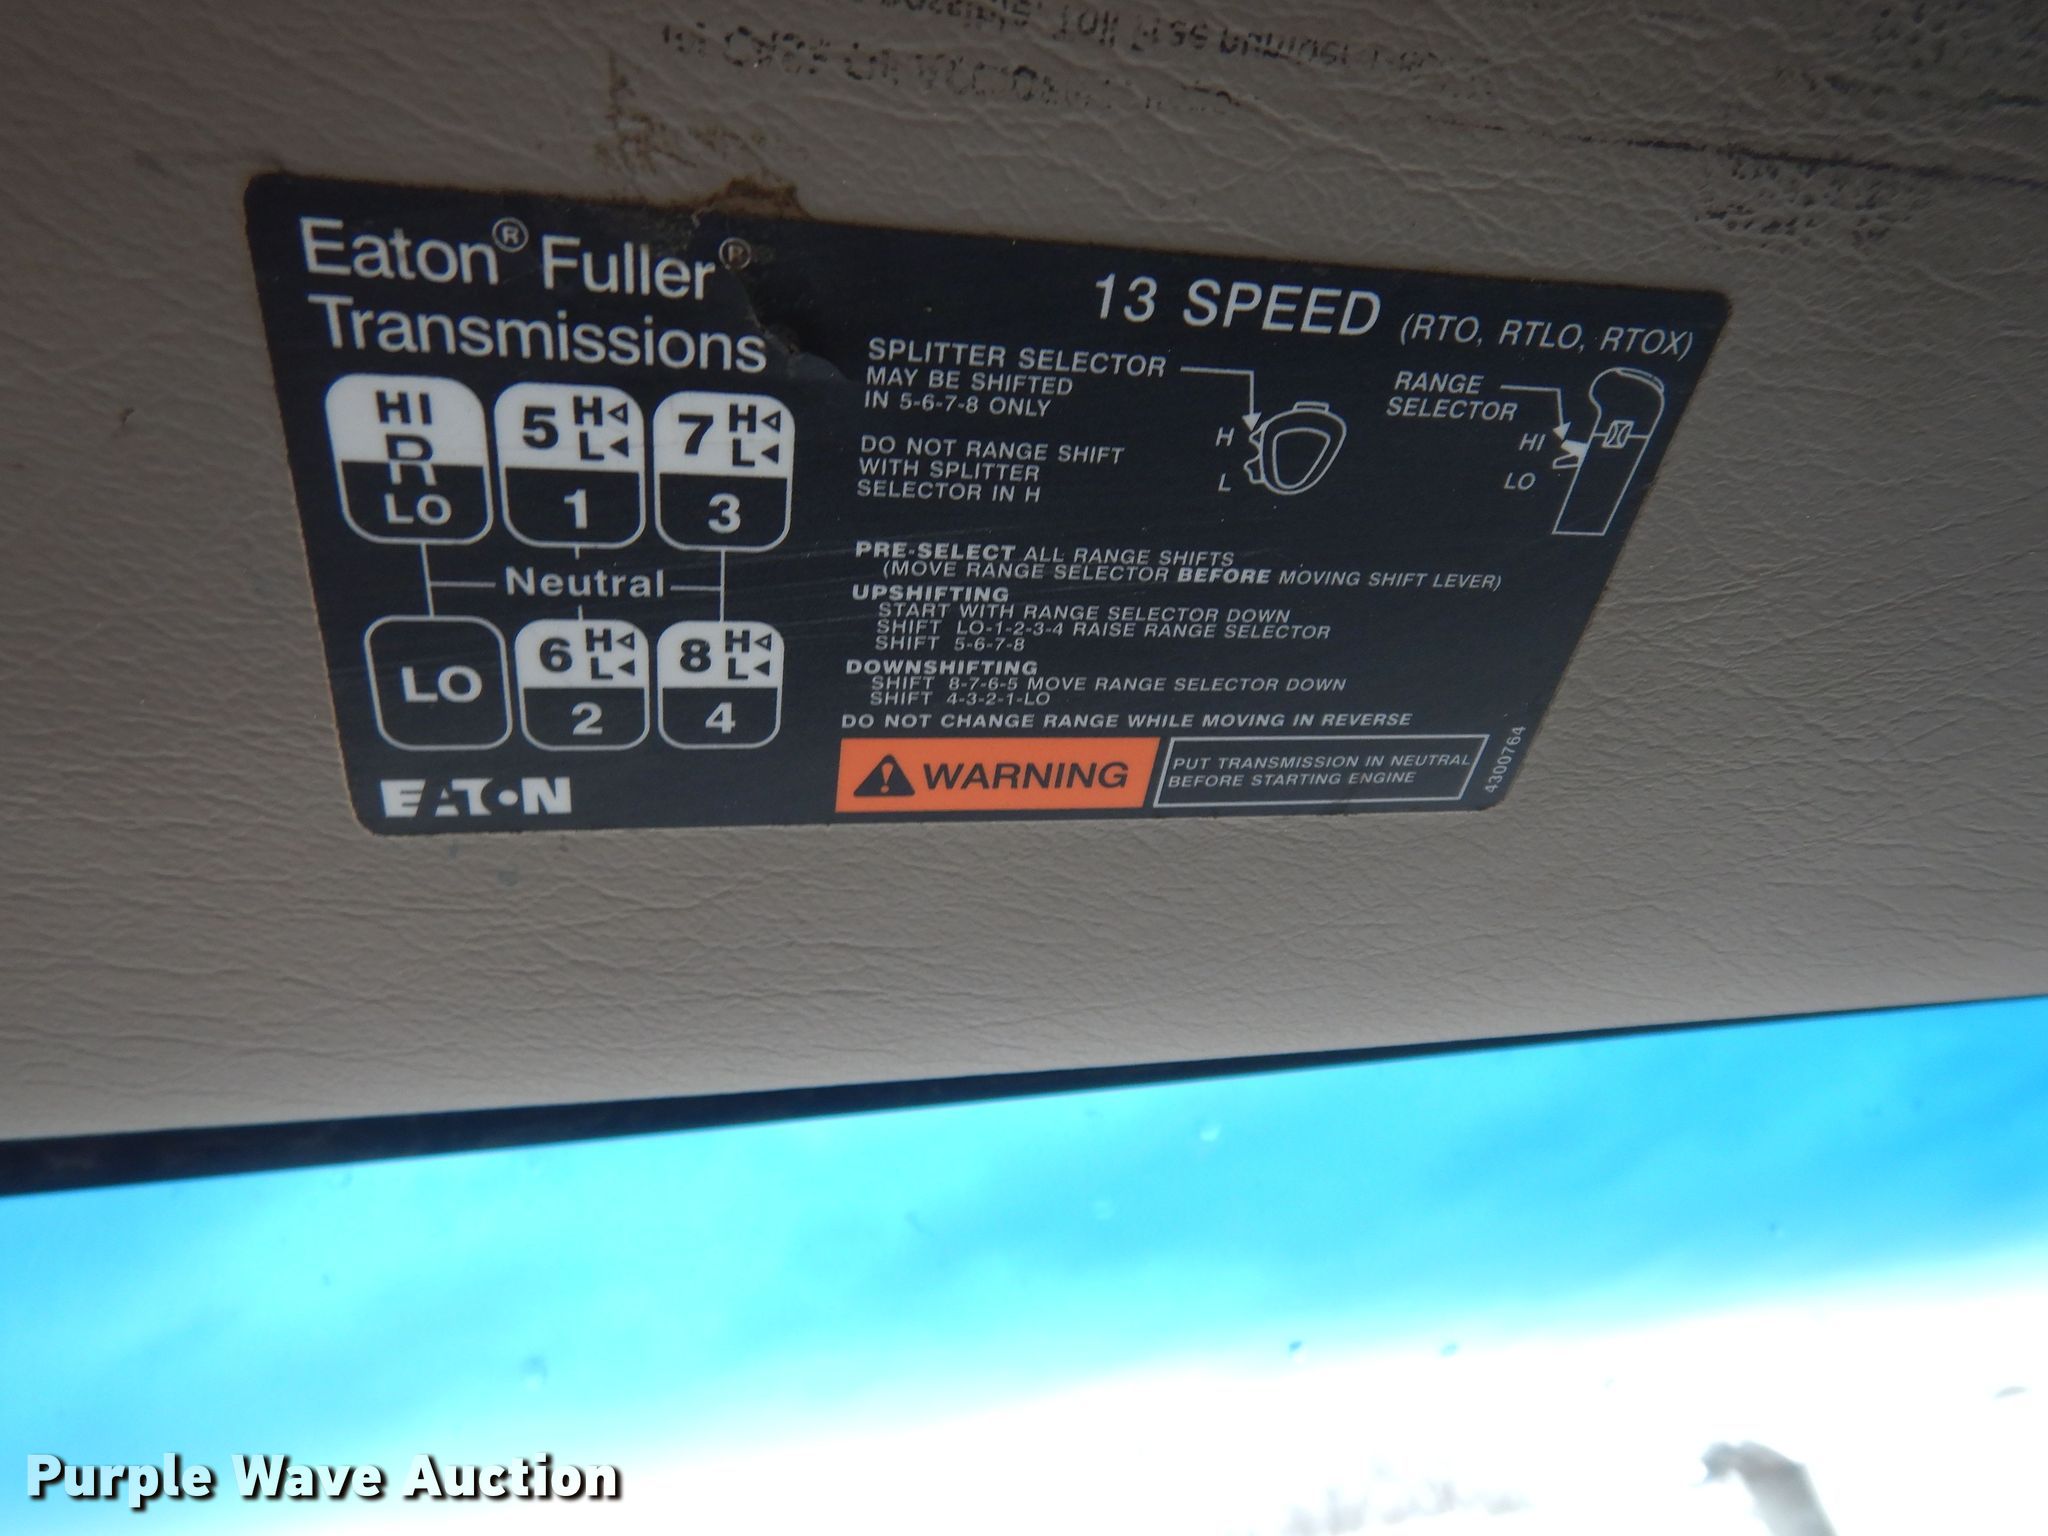 Toll Free number
Eaton® Fuller®
Transmissions
13 SPEED (RTO, RTLO, RTOX)
HI
R
LO
5 H L
1
7 H L
3
Neutral
LO
6 H L
2
8 H L
4
EATON
SPLITTER SELECTOR
MAY BE SHIFTED
IN 5-6-7-8 ONLY
DO NOT RANGE SHIFT
WITH SPLITTER
SELECTOR IN H
H
L
RANGE
SELECTOR
HI
LO
PRE-SELECT ALL RANGE SHIFTS
(MOVE RANGE SELECTOR BEFORE MOVING SHIFT LEVER)
UPSHIFTING
START WITH RANGE SELECTOR DOWN
SHIFT LO-1-2-3-4 RAISE RANGE SELECTOR
SHIFT 5-6-7-8
DOWNSHIFTING
SHIFT 8-7-6-5 MOVE RANGE SELECTOR DOWN
SHIFT 4-3-2-1-LO
DO NOT CHANGE RANGE WHILE MOVING IN REVERSE
WARNING
PUT TRANSMISSION IN NEUTRAL
BEFORE STARTING ENGINE
4300764
Purple Wave Auction